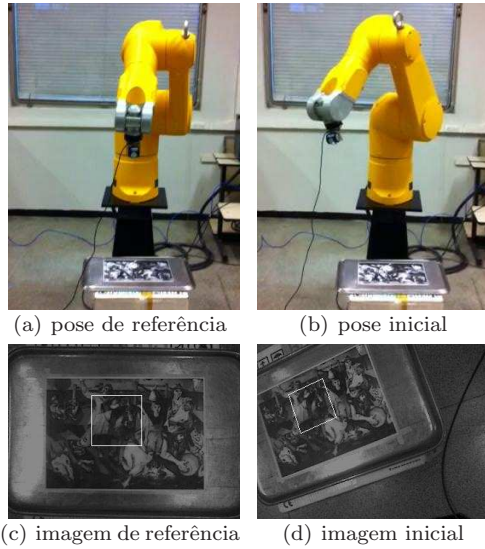 (a) pose de referência
(b) pose inicial
(c) imagem de referência
(d) imagem inicial